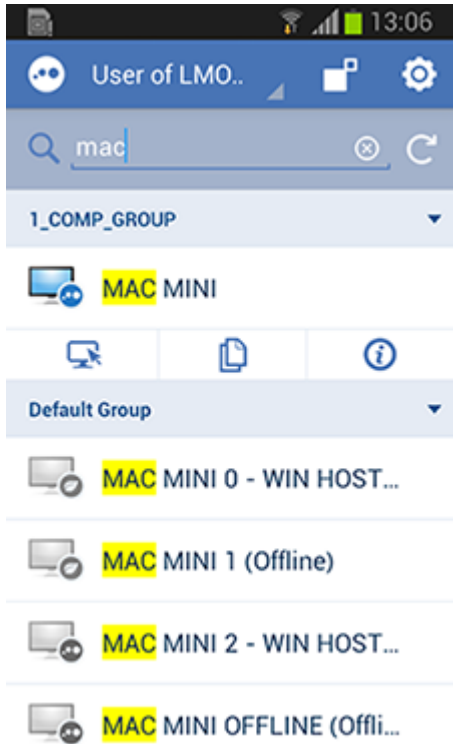 13:06
User of LMO..
mac
1_COMP_GROUP
MAC MINI
Default Group
MAC MINI 0 - WIN HOST...
MAC MINI 1 (Offline)
MAC MINI 2 - WIN HOST...
MAC MINI OFFLINE (Offli...